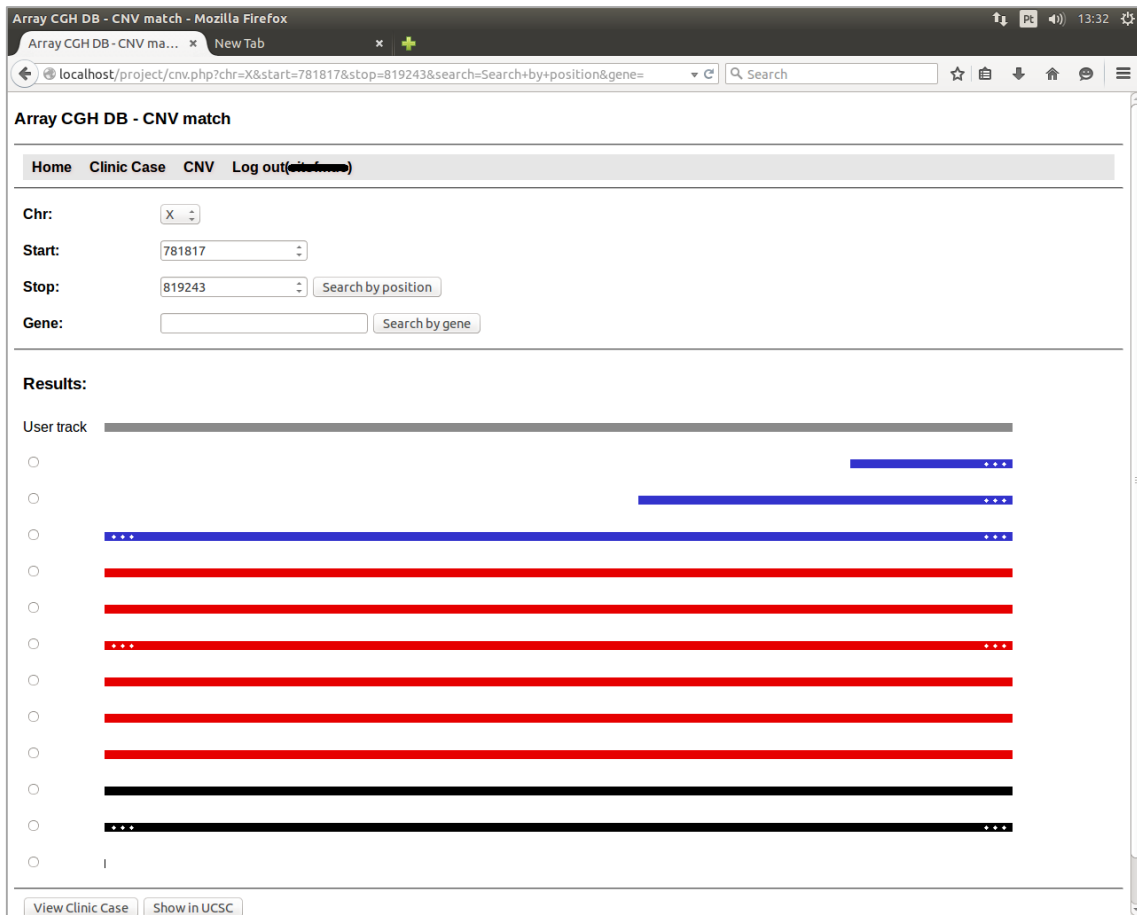 Array CGH DB - CNV match - Mozilla Firefox Pt 13:32
Array CGH DB - CNV ma... × New Tab ×
localhost/project/cnv.php?chr=X&start=781817&stop=819243&search=Search+by+position&gene= Search
Array CGH DB - CNV match
Home Clinic Case CNV Log out( )
Chr: X
Start: 781817
Stop: 819243 Search by position
Gene: Search by gene
Results:
User track
View Clinic Case Show in UCSC